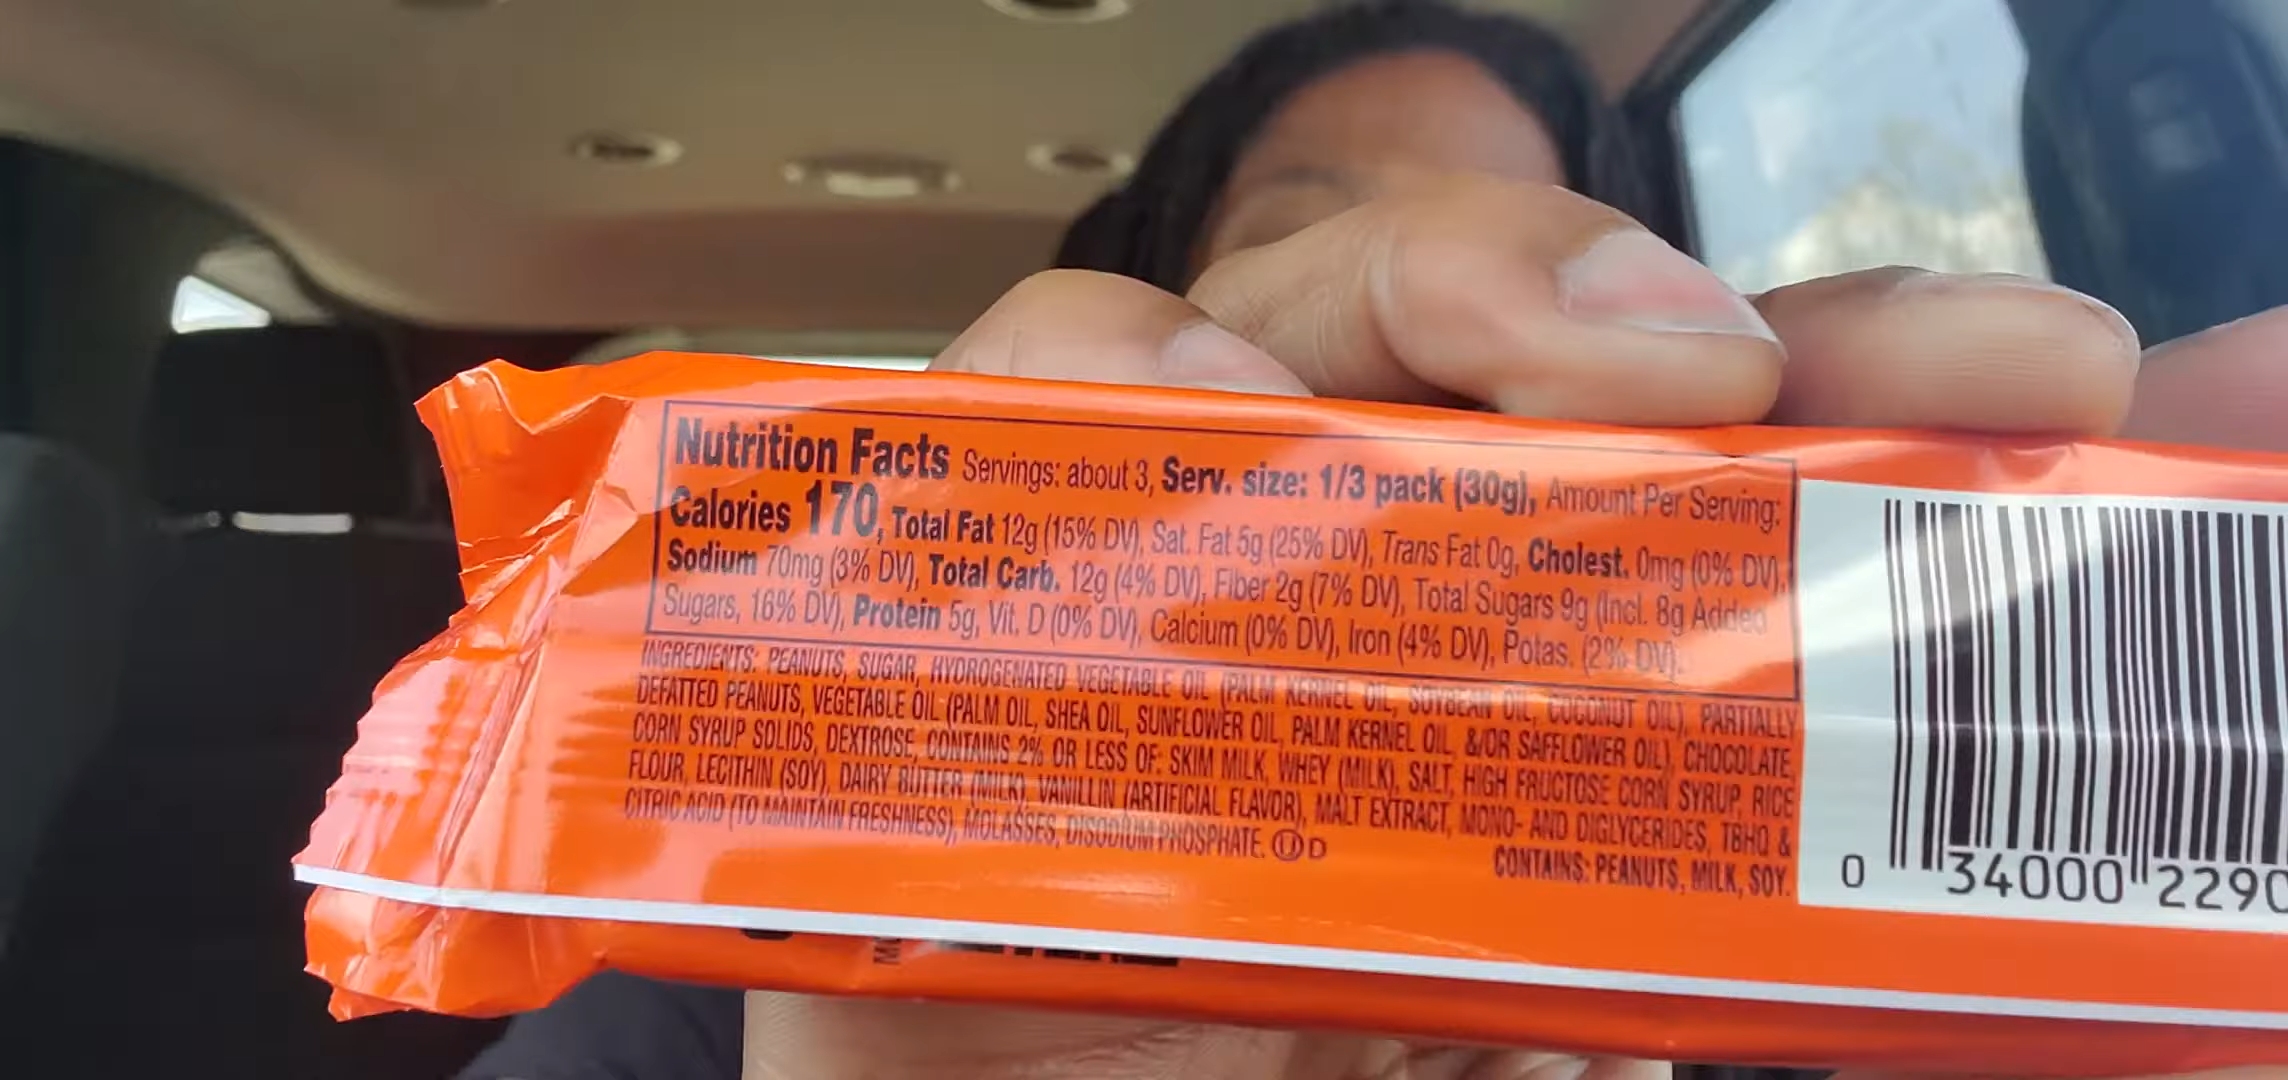 Nutrition Facts Servings: about 3, Serv. size: 1/3 pack (30g), Amount Per Serving:
Calories 170, Total Fat 12g (15% DV), Sat. Fat 5g (25% DV), Trans Fat 0g, Cholest. 0mg (0% DV),
Sodium 70mg (3% DV), Total Carb. 12g (4% DV), Fiber 2g (7% DV), Total Sugars 9g (Incl. 8g Added
Sugars, 16% DV), Protein 5g, Vit. D (0% DV), Calcium (0% DV), Iron (4% DV), Potas. (2% DV).
INGREDIENTS: PEANUTS, SUGAR, HYDROGENATED VEGETABLE OIL (PALM KERNEL OIL, SOYBEAN OIL, COCONUT OIL), PARTIALLY
DEFATTED PEANUTS, VEGETABLE OIL (PALM OIL, SHEA OIL, SUNFLOWER OIL, PALM KERNEL OIL, &/OR SAFFLOWER OIL), CHOCOLATE,
CORN SYRUP SOLIDS, DEXTROSE, CONTAINS 2% OR LESS OF: SKIM MILK, WHEY (MILK), SALT, HIGH FRUCTOSE CORN SYRUP, RICE
FLOUR, LECITHIN (SOY), DAIRY BUTTER (MILK), VANILLIN (ARTIFICIAL FLAVOR), MALT EXTRACT, MONO- AND DIGLYCERIDES, TBHQ &
CITRIC ACID (TO MAINTAIN FRESHNESS), MOLASSES, DISODIUM PHOSPHATE. Ⓤ D
CONTAINS: PEANUTS, MILK, SOY.
0 34000 2290